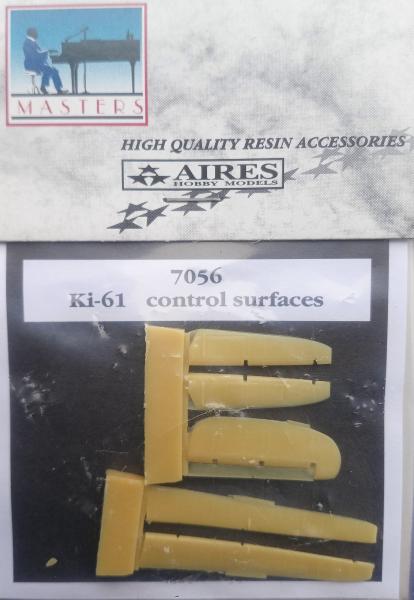 MASTERS
HIGH QUALITY RESIN ACCESSORIES
AIRES
HOBBY MODELS
7056
Ki-61 control surfaces